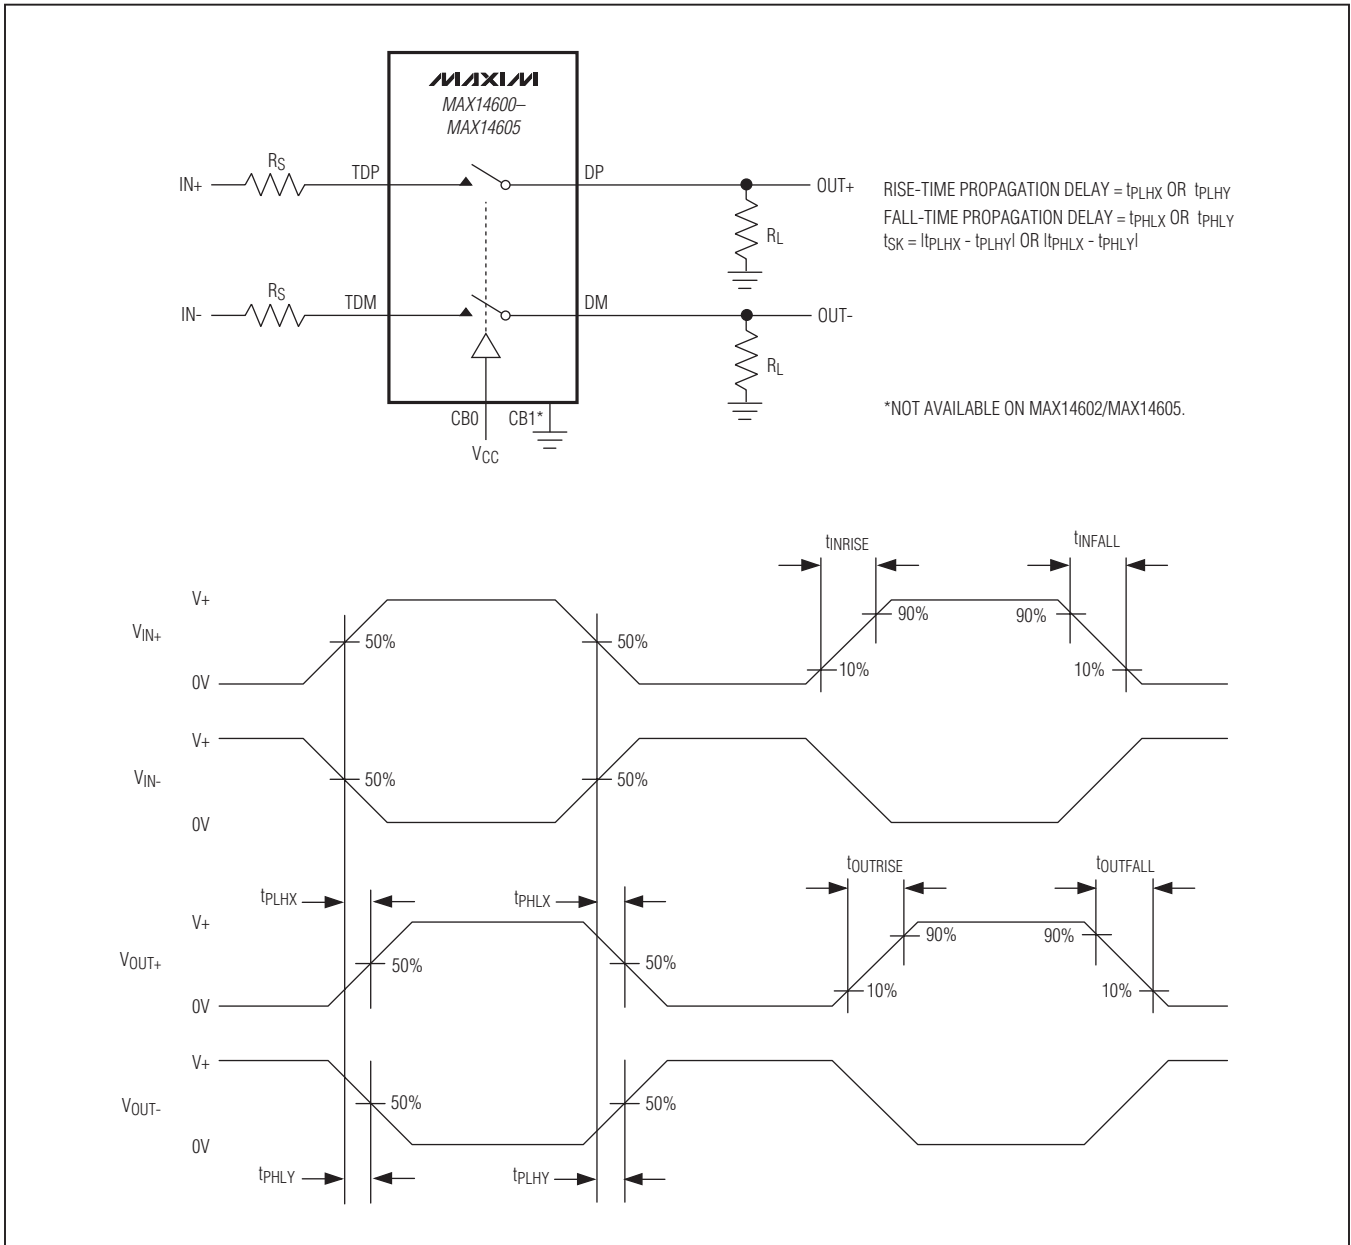 MAXIM
MAX14600–
MAX14605
IN+
RS
TDP
DP
OUT+
RL
IN-
RS
TDM
DM
OUT-
RL
CB0
CB1*
VCC
RISE-TIME PROPAGATION DELAY = tPLHX OR tPLHY
FALL-TIME PROPAGATION DELAY = tPHLX OR tPHLY
tSK = |tPLHX - tPLHY| OR |tPHLX - tPHLY|
*NOT AVAILABLE ON MAX14602/MAX14605.
tINRISE
tINFALL
V+
VIN+
0V
50%
50%
10%
90%
90%
10%
V+
VIN-
0V
50%
50%
tPLHX
tPHLX
tOUTRISE
tOUTFALL
V+
VOUT+
0V
50%
50%
10%
90%
90%
10%
V+
VOUT-
0V
50%
50%
tPHLY
tPLHY